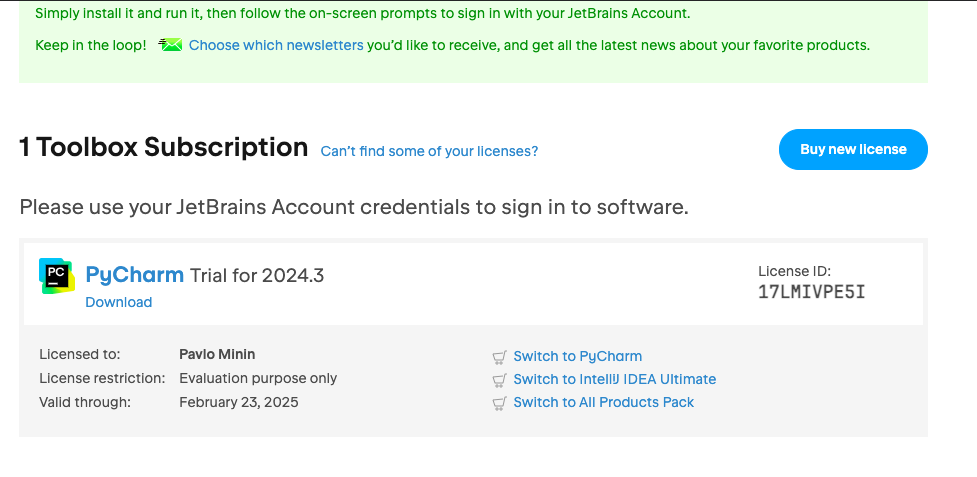 Simply install it and run it, then follow the on-screen prompts to sign in with your JetBrains Account.
Keep in the loop! Choose which newsletters you'd like to receive, and get all the latest news about your favorite products.
1 Toolbox Subscription Can't find some of your licenses? Buy new license
Please use your JetBrains Account credentials to sign in to software.
PC PyCharm Trial for 2024.3
Download
License ID:
17LMIVPE5I
Licensed to: Pavlo Minin
License restriction: Evaluation purpose only
Valid through: February 23, 2025
Switch to PyCharm
Switch to IntelliJ IDEA Ultimate
Switch to All Products Pack